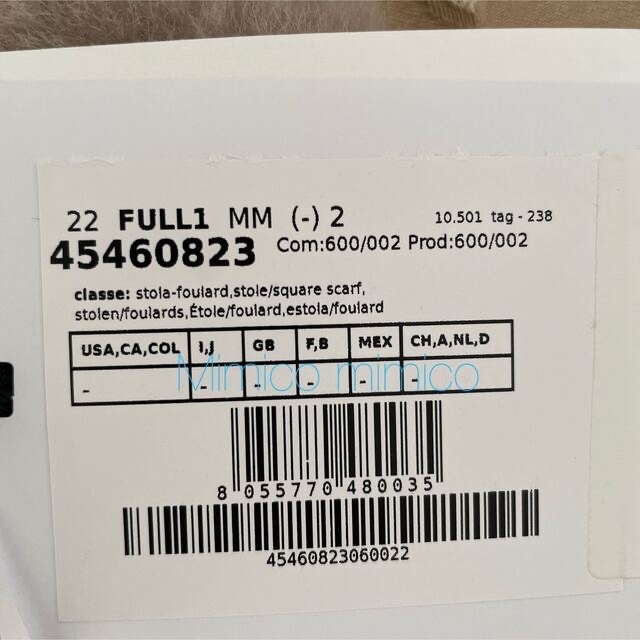 22 FULL1 MM (-) 2
10.501 tag - 238
45460823 Com:600/002 Prod:600/002
classe: stola-foulard,stole/square scarf,
stolen/foulards,Étole/foulard,estola/foulard
USA,CA,COL I,J GB F,B MEX CH,A,NL,D
- - - - - -
Mimico mimico
8 055770 480035
45460823060022